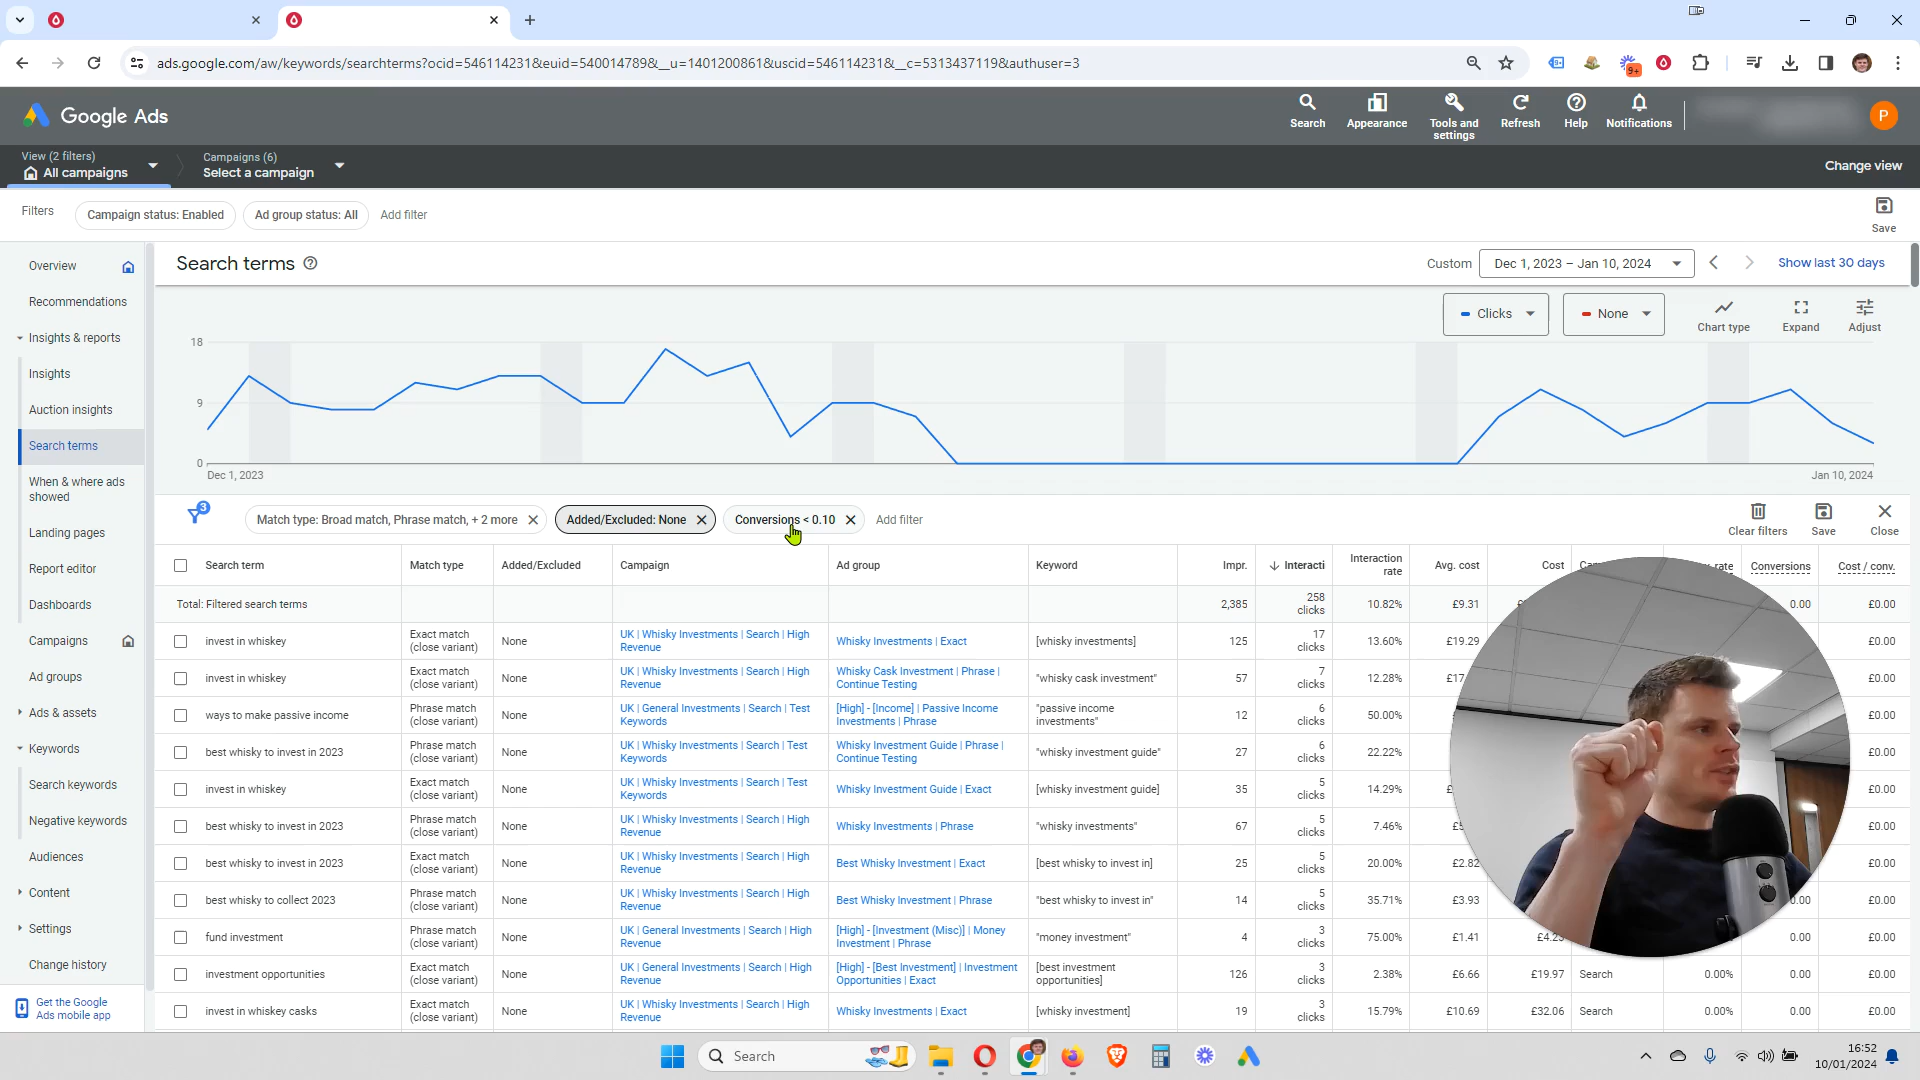 ads.google.com/aw/keywords/searchterms?ocid=546114231&euid=540014789&__u=1401200861&uscid=546114231&__c=5313437119&authuser=3
9+
Google Ads
Search
Appearance
Tools and
settings
Refresh
Help
Notifications
P
View (2 filters)
All campaigns
Campaigns (6)
Select a campaign
Change view
Filters
Campaign status: Enabled
Ad group status: All
Add filter
Save
Overview
Recommendations
Insights & reports
Insights
Auction insights
Search terms
When & where ads
showed
Landing pages
Report editor
Dashboards
Campaigns
Ad groups
Ads & assets
Keywords
Search keywords
Negative keywords
Audiences
Content
Settings
Change history
Get the Google
Ads mobile app
Search terms
Custom
Dec 1, 2023 – Jan 10, 2024
Show last 30 days
Clicks
None
Chart type
Expand
Adjust
18
9
0
Dec 1, 2023
Jan 10, 2024
3
Match type: Broad match, Phrase match, + 2 more
Added/Excluded: None
Conversions < 0.10
Add filter
Clear filters
Save
Close
Search term Match type Added/Excluded Campaign Ad group Keyword Impr. Interacti Interaction rate Avg. cost Cost rate Conversions Cost / conv.
Total: Filtered search terms 2,385 258 clicks 10.82% £9.31 0.00 £0.00
invest in whiskey Exact match (close variant) None UK | Whisky Investments | Search | High Revenue Whisky Investments | Exact [whisky investments] 125 17 clicks 13.60% £19.29 £0.00
invest in whiskey Exact match (close variant) None UK | Whisky Investments | Search | High Revenue Whisky Cask Investment | Phrase | Continue Testing "whisky cask investment" 57 7 clicks 12.28% £0.00
ways to make passive income Phrase match (close variant) None UK | General Investments | Search | Test Keywords [High] - [Income] | Passive Income Investments | Phrase "passive income investments" 12 6 clicks 50.00% £0.00
best whisky to invest in 2023 Phrase match (close variant) None UK | Whisky Investments | Search | Test Keywords Whisky Investment Guide | Phrase | Continue Testing "whisky investment guide" 27 6 clicks 22.22% £0.00
invest in whiskey Exact match (close variant) None UK | Whisky Investments | Search | Test Keywords Whisky Investment Guide | Exact [whisky investment guide] 35 5 clicks 14.29% £0.00
best whisky to invest in 2023 Phrase match (close variant) None UK | Whisky Investments | Search | High Revenue Whisky Investments | Phrase "whisky investments" 67 5 clicks 7.46% £0.00
best whisky to invest in 2023 Exact match (close variant) None UK | Whisky Investments | Search | High Revenue Best Whisky Investment | Exact [best whisky to invest in] 25 5 clicks 20.00% £2.82 £0.00
best whisky to collect 2023 Phrase match (close variant) None UK | Whisky Investments | Search | High Revenue Best Whisky Investment | Phrase "best whisky to invest in" 14 5 clicks 35.71% £3.93 0.00 £0.00
fund investment Phrase match (close variant) None UK | General Investments | Search | High Revenue [High] - [Investment (Misc)] | Money Investment | Phrase "money investment" 4 3 clicks 75.00% £1.41 0.00 £0.00
investment opportunities Exact match (close variant) None UK | General Investments | Search | High Revenue [High] - [Best Investment] | Investment Opportunities | Exact [best investment opportunities] 126 3 clicks 2.38% £6.66 £19.97 Search 0.00% 0.00 £0.00
invest in whiskey casks Exact match (close variant) None UK | Whisky Investments | Search | High Revenue Whisky Investments | Exact [whisky investment] 19 3 clicks 15.79% £10.69 £32.06 Search 0.00% 0.00 £0.00
Search
16:52
10/01/2024